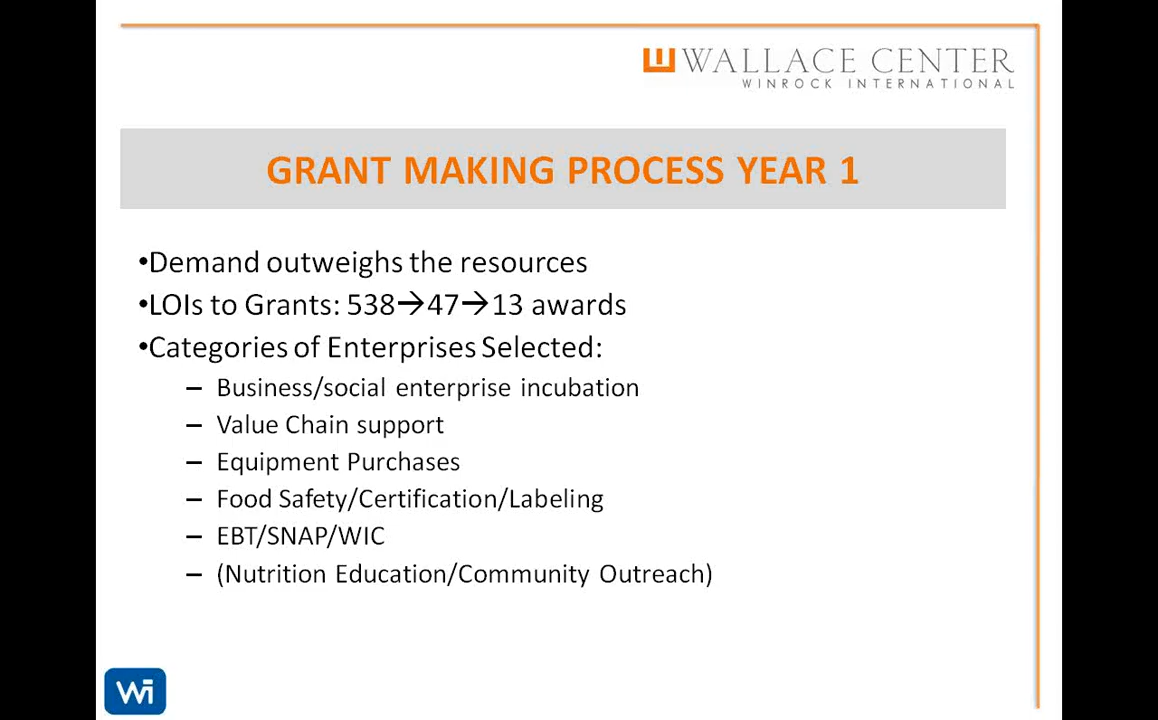 WALLACE CENTER
WINROCK INTERNATIONAL
GRANT MAKING PROCESS YEAR 1
•Demand outweighs the resources
•LOIs to Grants: 538→47→13 awards
•Categories of Enterprises Selected:
– Business/social enterprise incubation
– Value Chain support
– Equipment Purchases
– Food Safety/Certification/Labeling
– EBT/SNAP/WIC
– (Nutrition Education/Community Outreach)
Wi